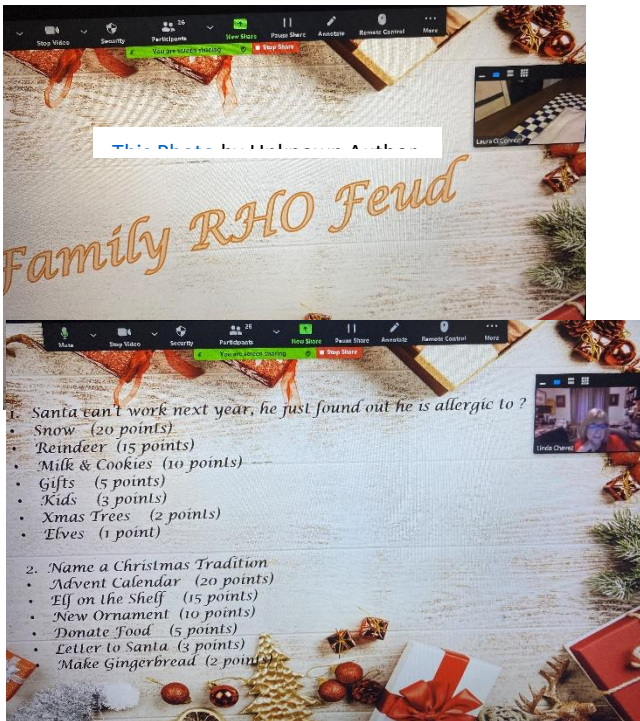 Stop Video
Security
Participants
26
New Share
Pause Share
Annotate
Remote Control
More
You are screen sharing
Stop Share
Laura O'Connor
Family RHO Feud
Mute
Stop Video
Security
Participants
26
New Share
Pause Share
Annotate
Remote Control
More
You are screen sharing
Stop Share
Linda Chavez
1. Santa can't work next year, he just found out he is allergic to ?
• Snow (20 points)
• Reindeer (15 points)
• Milk & Cookies (10 points)
• Gifts (5 points)
• Kids (3 points)
• Xmas Trees (2 points)
• Elves (1 point)
2. Name a Christmas Tradition
• Advent Calendar (20 points)
• Elf on the Shelf (15 points)
• New Ornament (10 points)
• Donate Food (5 points)
• Letter to Santa (3 points)
• Make Gingerbread (2 points)